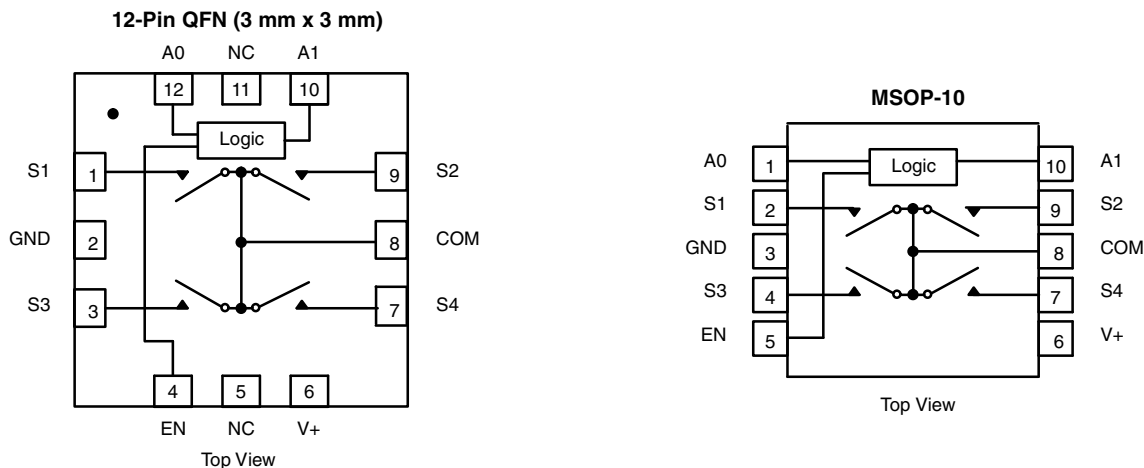 12-Pin QFN (3 mm x 3 mm)
A0 NC A1
12 11 10
Logic
S1 1 9 S2
GND 2 8 COM
S3 3 7 S4
4 5 6
EN NC V+
Top View
MSOP-10
A0 1 Logic 10 A1
S1 2 9 S2
GND 3 8 COM
S3 4 7 S4
EN 5 6 V+
Top View